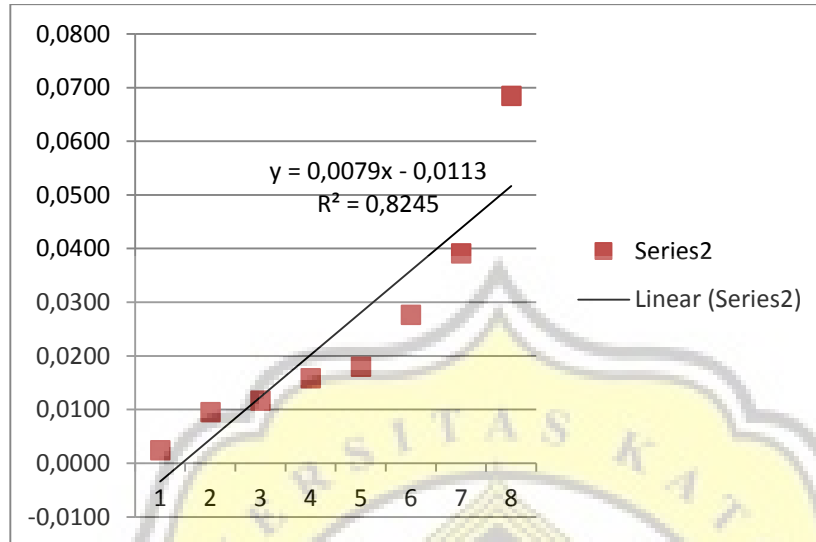 0,0800
0,0700
0,0600
0,0500
0,0400
0,0300
0,0200
0,0100
0,0000
-0,0100
y = 0,0079x - 0,0113
R² = 0,8245
1 2 3 4 5 6 7 8
Series2
Linear (Series2)
ERSITAS KAT